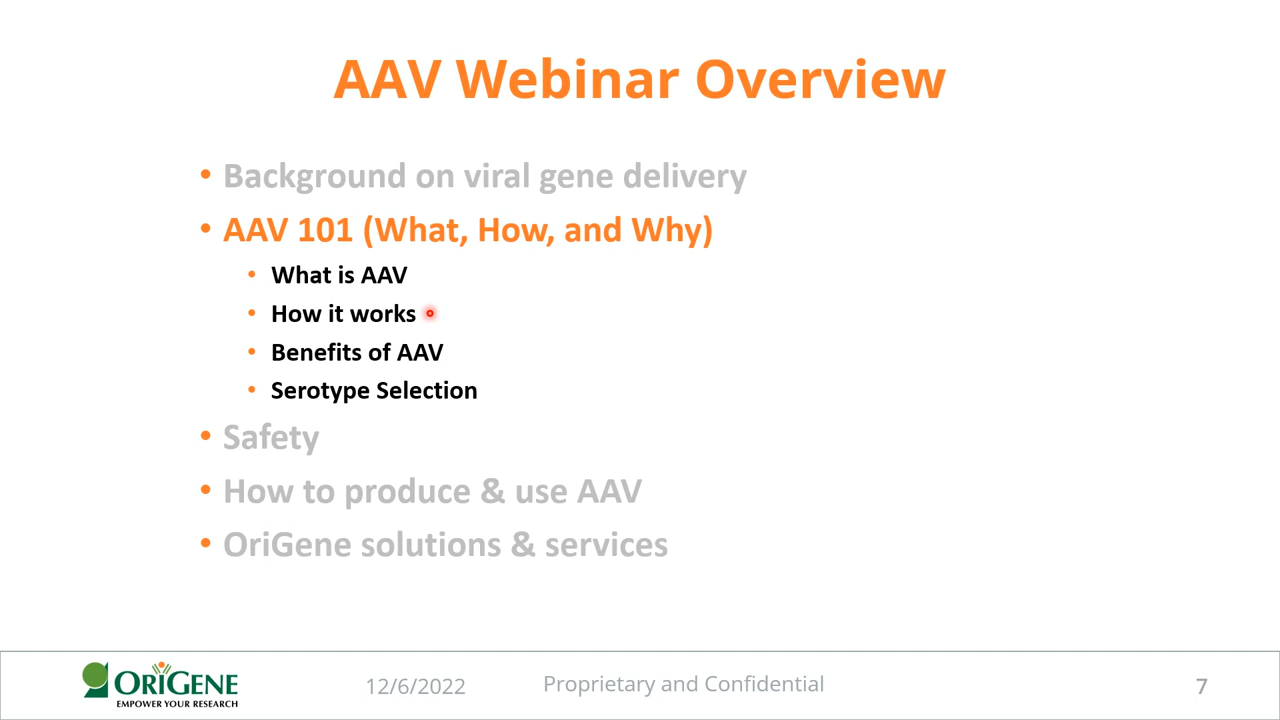 AAV Webinar Overview
• Background on viral gene delivery
• AAV 101 (What, How, and Why)
• What is AAV
• How it works
• Benefits of AAV
• Serotype Selection
• Safety
• How to produce & use AAV
• OriGene solutions & services
ORIGENE
EMPOWER YOUR RESEARCH
12/6/2022
Proprietary and Confidential
7